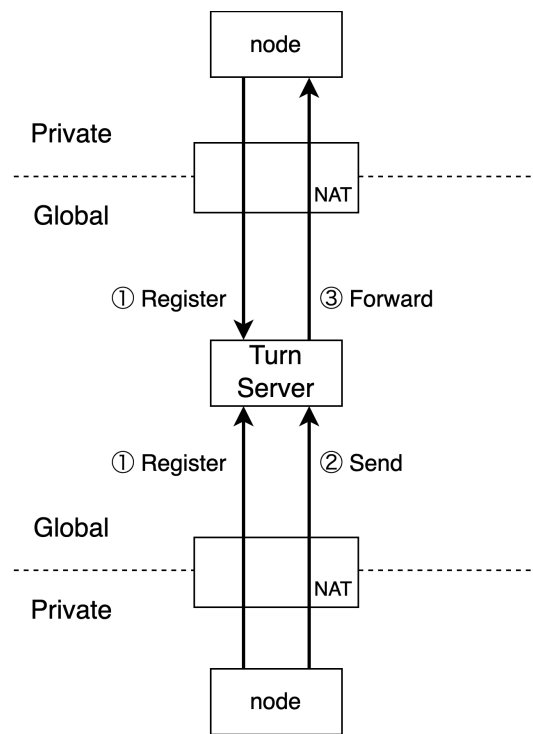 node
Private
NAT
Global
① Register
③ Forward
Turn
Server
① Register
② Send
Global
NAT
Private
node